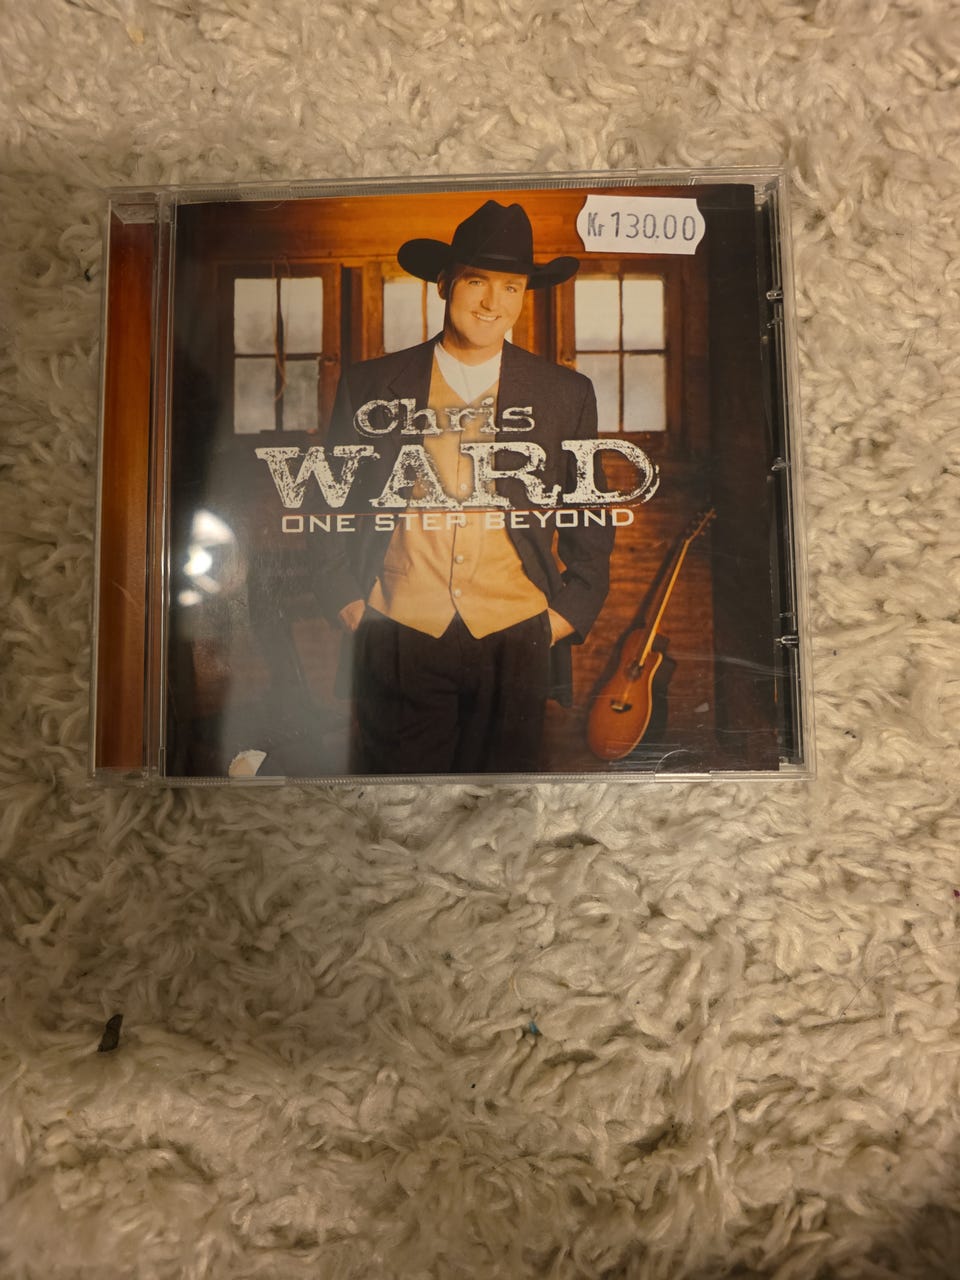 Kr 130.00
Chris
WARD
ONE STEP BEYOND